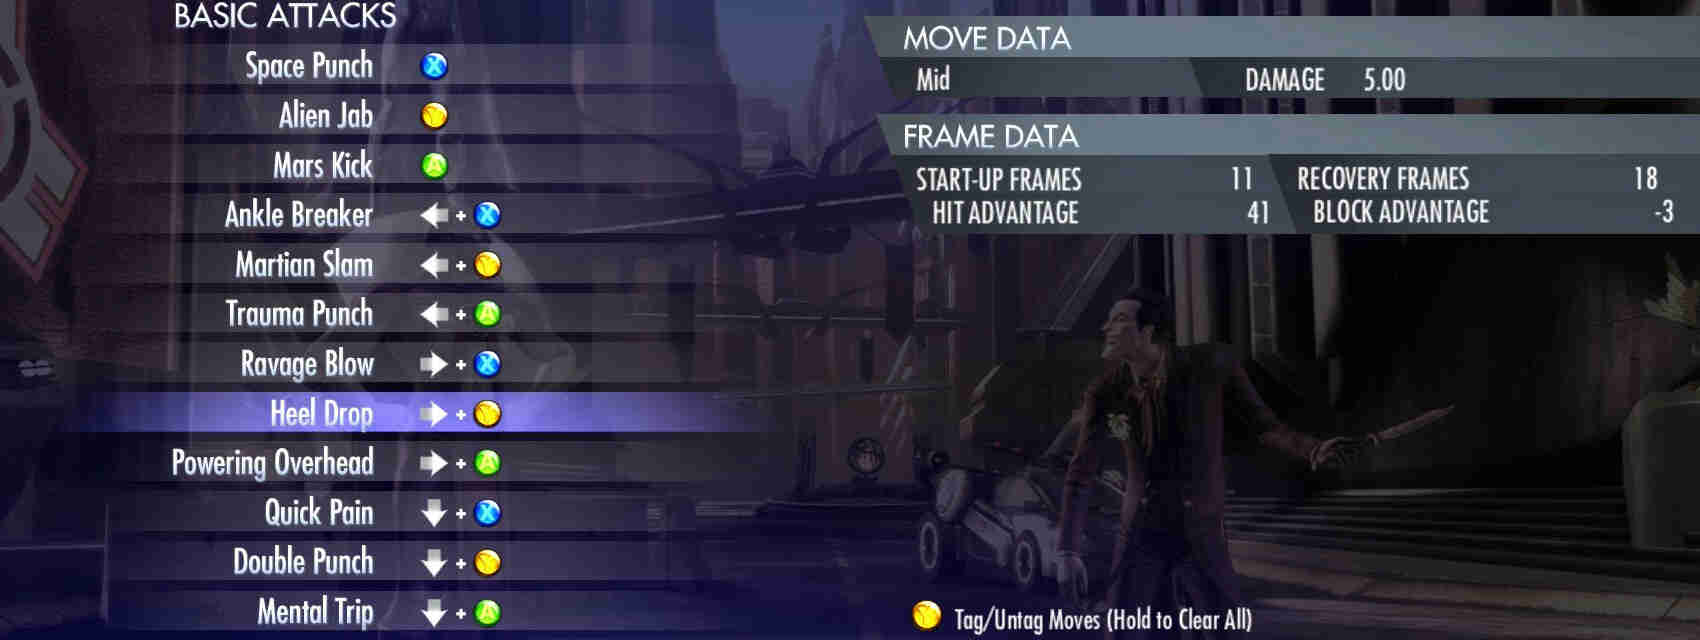 BASIC ATTACKS
Space Punch X
Alien Jab Y
Mars Kick A
Ankle Breaker + X
Martian Slam + Y
Trauma Punch + A
Ravage Blow + X
Heel Drop + Y
Powering Overhead + A
Quick Pain + X
Double Punch + Y
Mental Trip + A
MOVE DATA
Mid DAMAGE 5.00
FRAME DATA
START-UP FRAMES 11 RECOVERY FRAMES 18
HIT ADVANTAGE 41 BLOCK ADVANTAGE -3
Y Tag/Untag Moves (Hold to Clear All)